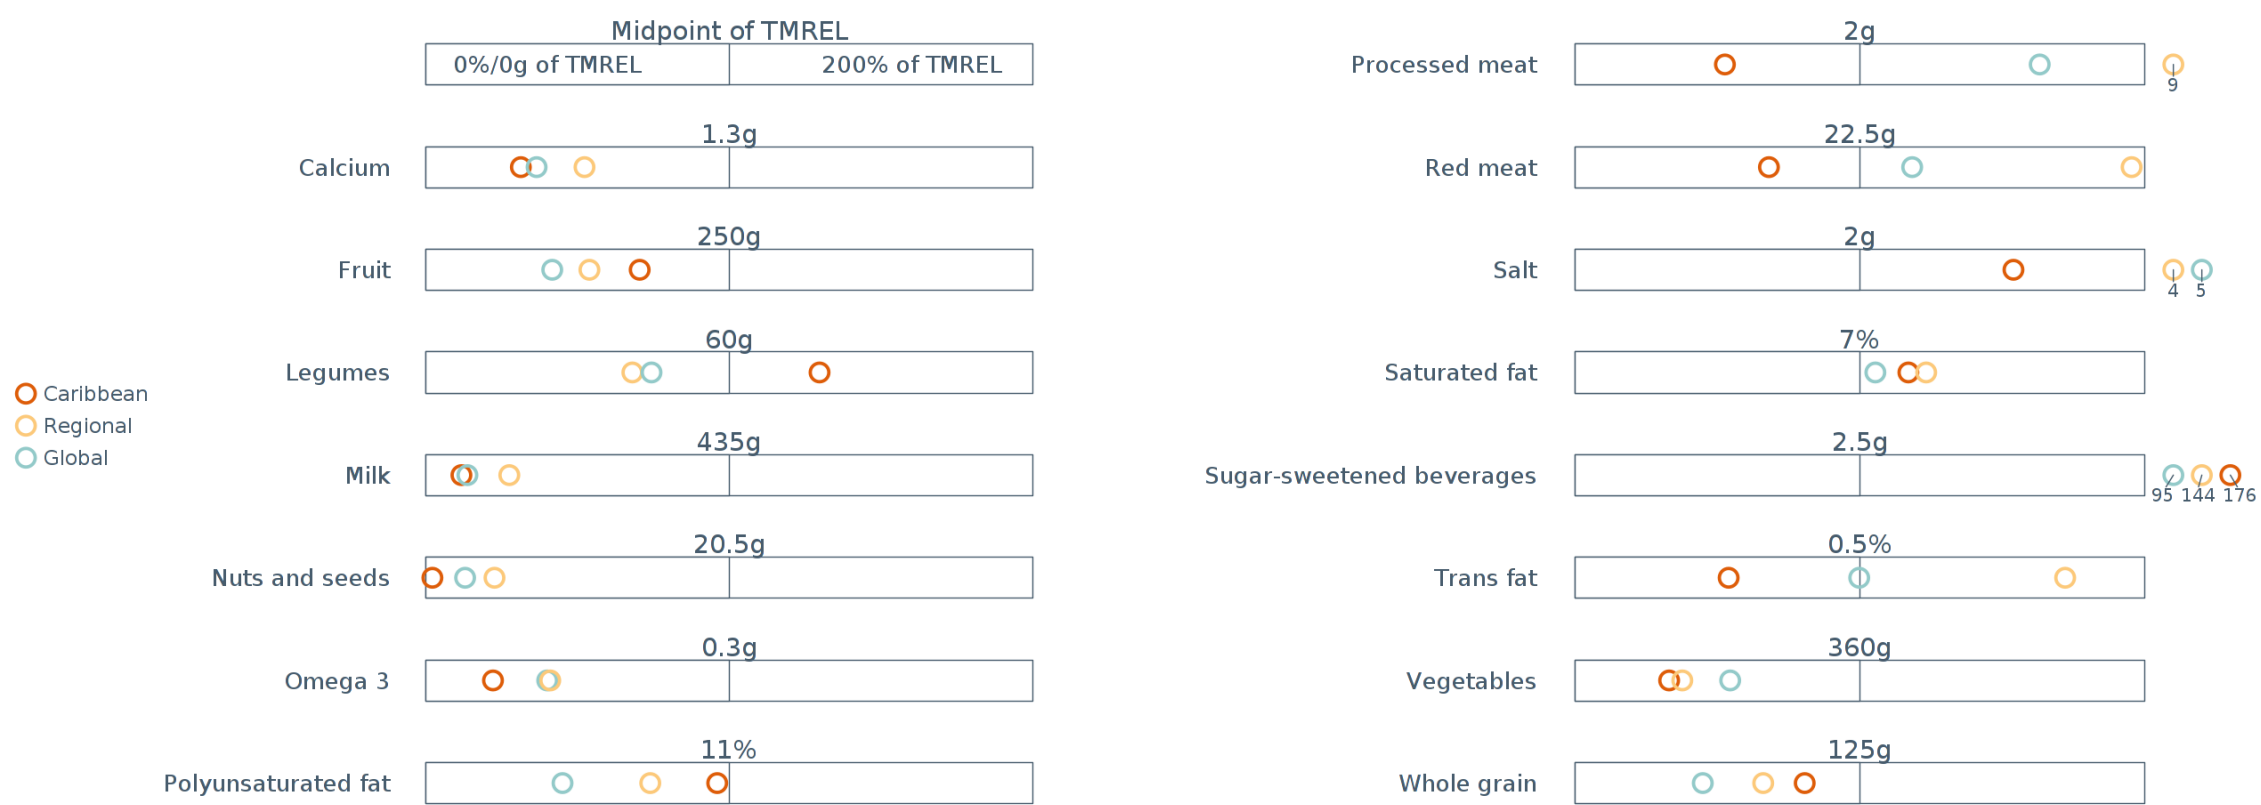 Midpoint of TMREL
0%/0g of TMREL
200% of TMREL
Calcium
1.3g
Fruit
250g
Legumes
60g
Caribbean
Regional
Global
Milk
435g
Nuts and seeds
20.5g
Omega 3
0.3g
Polyunsaturated fat
11%
Processed meat
2g
9
Red meat
22.5g
Salt
2g
4 5
Saturated fat
7%
Sugar-sweetened beverages
2.5g
95 144 176
Trans fat
0.5%
Vegetables
360g
Whole grain
125g